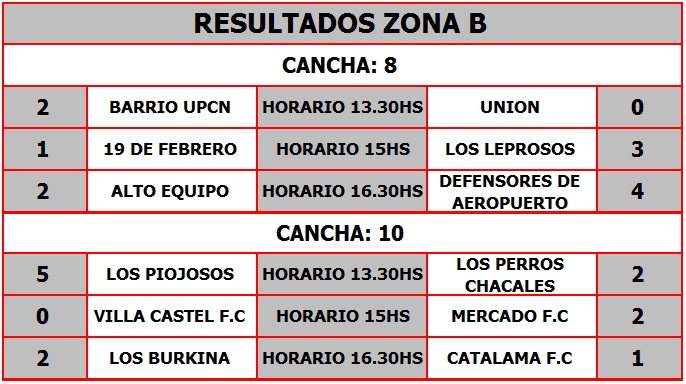 RESULTADOS ZONA B
CANCHA: 8
2 BARRIO UPCN HORARIO 13.30HS UNION 0
1 19 DE FEBRERO HORARIO 15HS LOS LEPROSOS 3
2 ALTO EQUIPO HORARIO 16.30HS DEFENSORES DE AEROPUERTO 4
CANCHA: 10
5 LOS PIOJOSOS HORARIO 13.30HS LOS PERROS CHACALES 2
0 VILLA CASTEL F.C HORARIO 15HS MERCADO F.C 2
2 LOS BURKINA HORARIO 16.30HS CATALAMA F.C 1